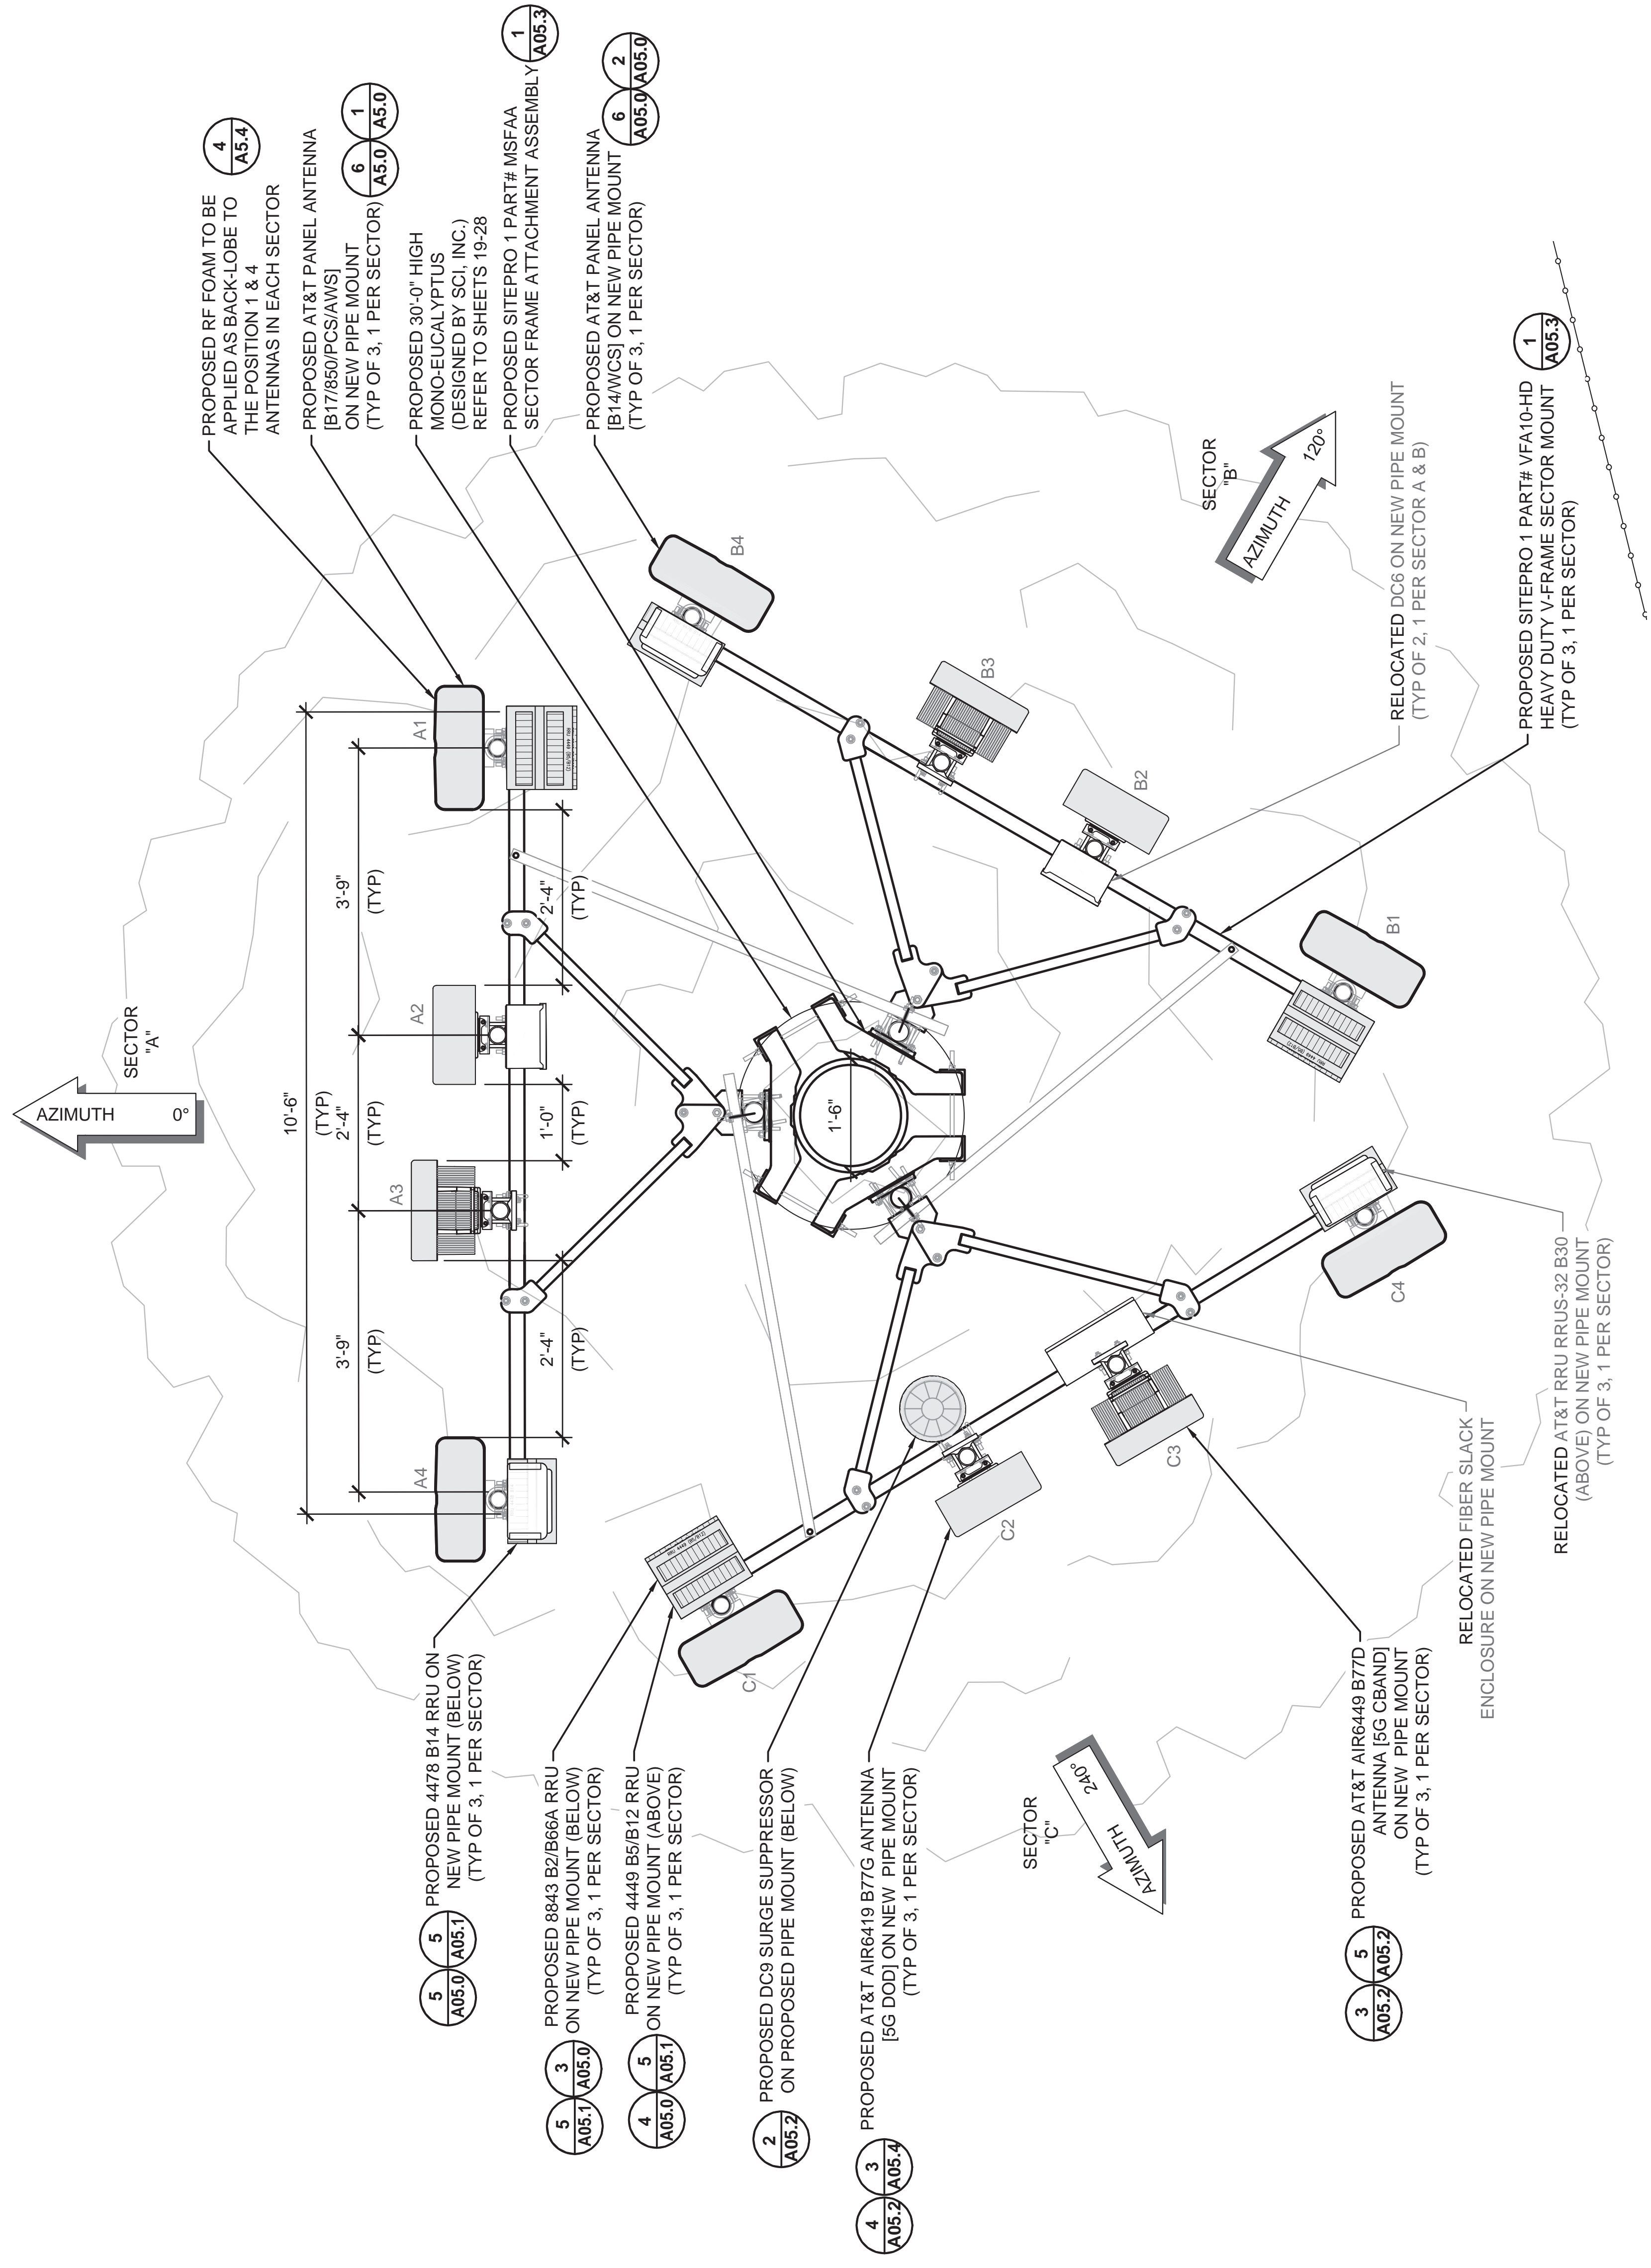 PROPOSED RF FOAM TO BE
APPLIED AS BACK-LOBE TO
THE POSITION 1 & 4
ANTENNAS IN EACH SECTOR
4
A5.4
PROPOSED AT&T PANEL ANTENNA
[B17/850/PCS/AWS]
ON NEW PIPE MOUNT
(TYP OF 3, 1 PER SECTOR)
6
A5.0
1
A5.0
PROPOSED 30'-0" HIGH
MONO-EUCALYPTUS
(DESIGNED BY SCI, INC.)
REFER TO SHEETS 19-28
PROPOSED SITEPRO 1 PART# MSFAA
SECTOR FRAME ATTACHMENT ASSEMBLY
1
A05.3
PROPOSED AT&T PANEL ANTENNA
[B14/WCS] ON NEW PIPE MOUNT
(TYP OF 3, 1 PER SECTOR)
6
A05.0
2
A05.0
SECTOR
"A"
AZIMUTH
0°
10'-6"
(TYP)
3'-9"
(TYP)
2'-4"
(TYP)
3'-9"
(TYP)
2'-4"
(TYP)
1'-0"
(TYP)
2'-4"
(TYP)
A4
A3
A2
A1
1'-6"
B4
B3
B2
B1
C1
C2
C3
C4
RRU 4449 (B5/B12)
RRU 4449 (B5/B12)
RRU 4449 (B5/B12)
SECTOR
"B"
AZIMUTH
120°
SECTOR
"C"
AZIMUTH
240°
RELOCATED DC6 ON NEW PIPE MOUNT
(TYP OF 2, 1 PER SECTOR A & B)
PROPOSED SITEPRO 1 PART# VFA10-HD
HEAVY DUTY V-FRAME SECTOR MOUNT
(TYP OF 3, 1 PER SECTOR)
1
A05.3
5
A05.0
5
A05.1
PROPOSED 4478 B14 RRU ON
NEW PIPE MOUNT (BELOW)
(TYP OF 3, 1 PER SECTOR)
5
A05.1
3
A05.0
PROPOSED 8843 B2/B66A RRU
ON NEW PIPE MOUNT (BELOW)
(TYP OF 3, 1 PER SECTOR)
4
A05.0
5
A05.1
PROPOSED 4449 B5/B12 RRU
ON NEW PIPE MOUNT (ABOVE)
(TYP OF 3, 1 PER SECTOR)
2
A05.2
PROPOSED DC9 SURGE SUPPRESSOR
ON PROPOSED PIPE MOUNT (BELOW)
4
A05.2
3
A05.4
PROPOSED AT&T AIR6419 B77G ANTENNA
[5G DOD] ON NEW  PIPE MOUNT
(TYP OF 3, 1 PER SECTOR)
3
A05.2
5
A05.2
PROPOSED AT&T AIR6449 B77D
ANTENNA [5G CBAND]
ON NEW  PIPE MOUNT
(TYP OF 3, 1 PER SECTOR)
RELOCATED FIBER SLACK
ENCLOSURE ON NEW PIPE MOUNT
RELOCATED AT&T RRU RRUS-32 B30
(ABOVE) ON NEW PIPE MOUNT
(TYP OF 3, 1 PER SECTOR)